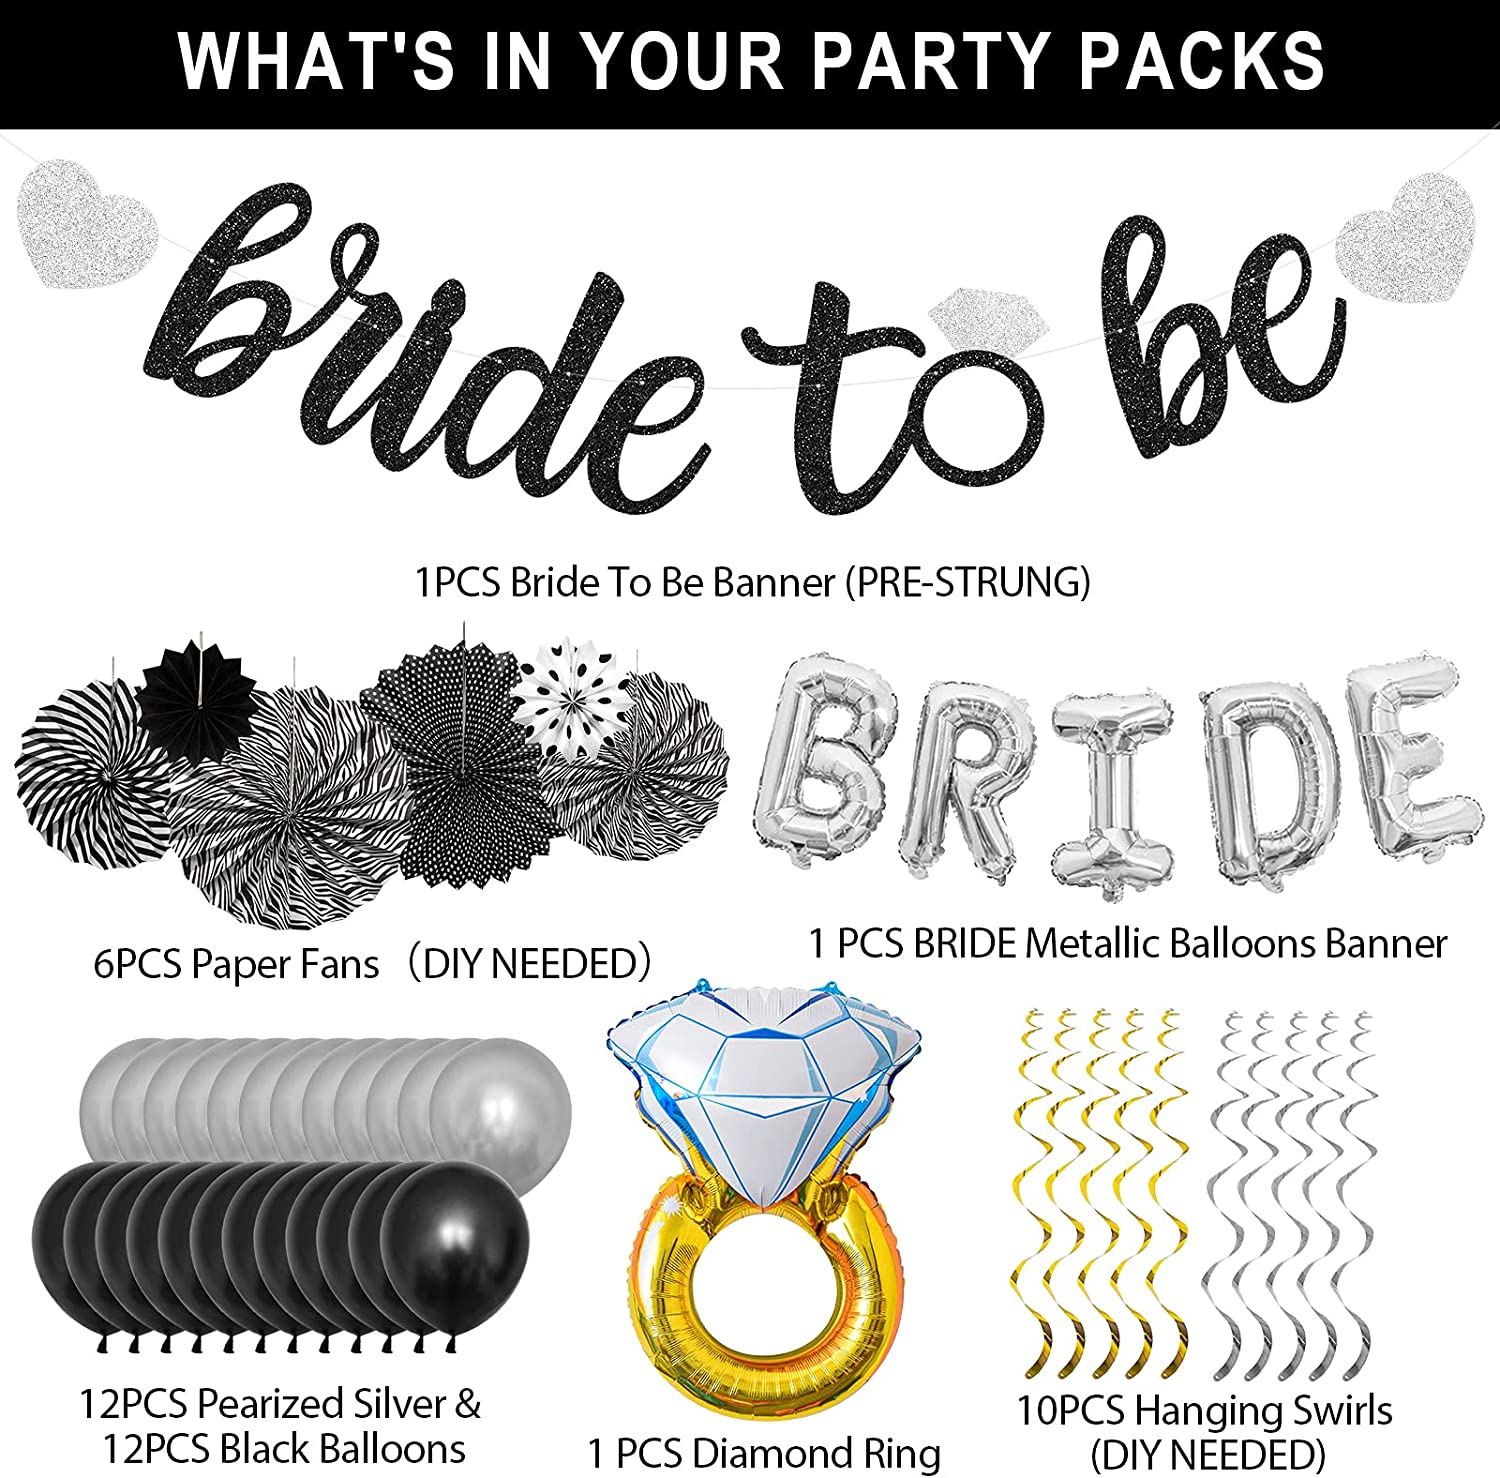 WHAT'S IN YOUR PARTY PACKS
bride to be
1PCS Bride To Be Banner (PRE-STRUNG)
BRIDE
6PCS Paper Fans （DIY NEEDED）
1 PCS BRIDE Metallic Balloons Banner
12PCS Pearized Silver &
12PCS Black Balloons
1 PCS Diamond Ring
10PCS Hanging Swirls
(DIY NEEDED)